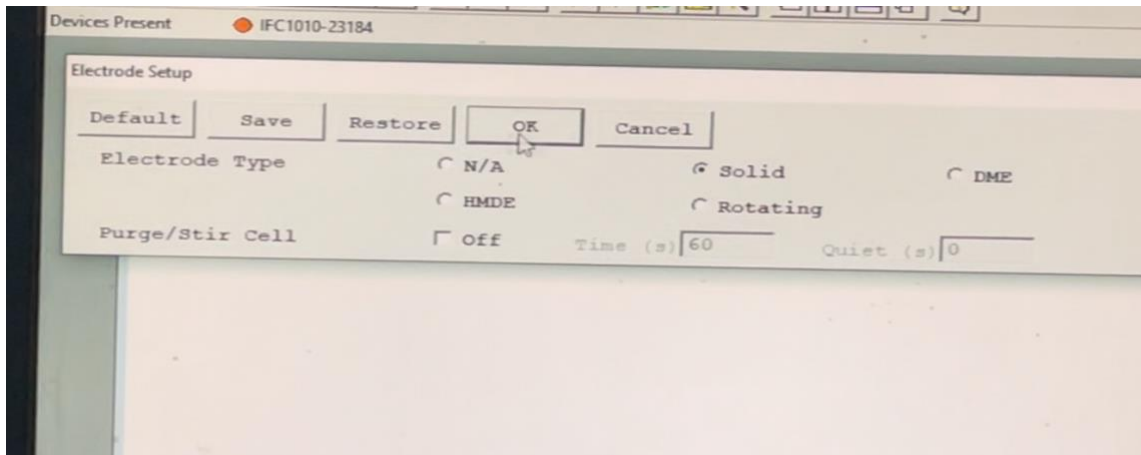 Devices Present IFC1010-23184
Electrode Setup
Default Save Restore OK Cancel
Electrode Type N/A Solid DME
HMDE Rotating
Purge/Stir Cell Off Time (s) 60 Quiet (s) 0